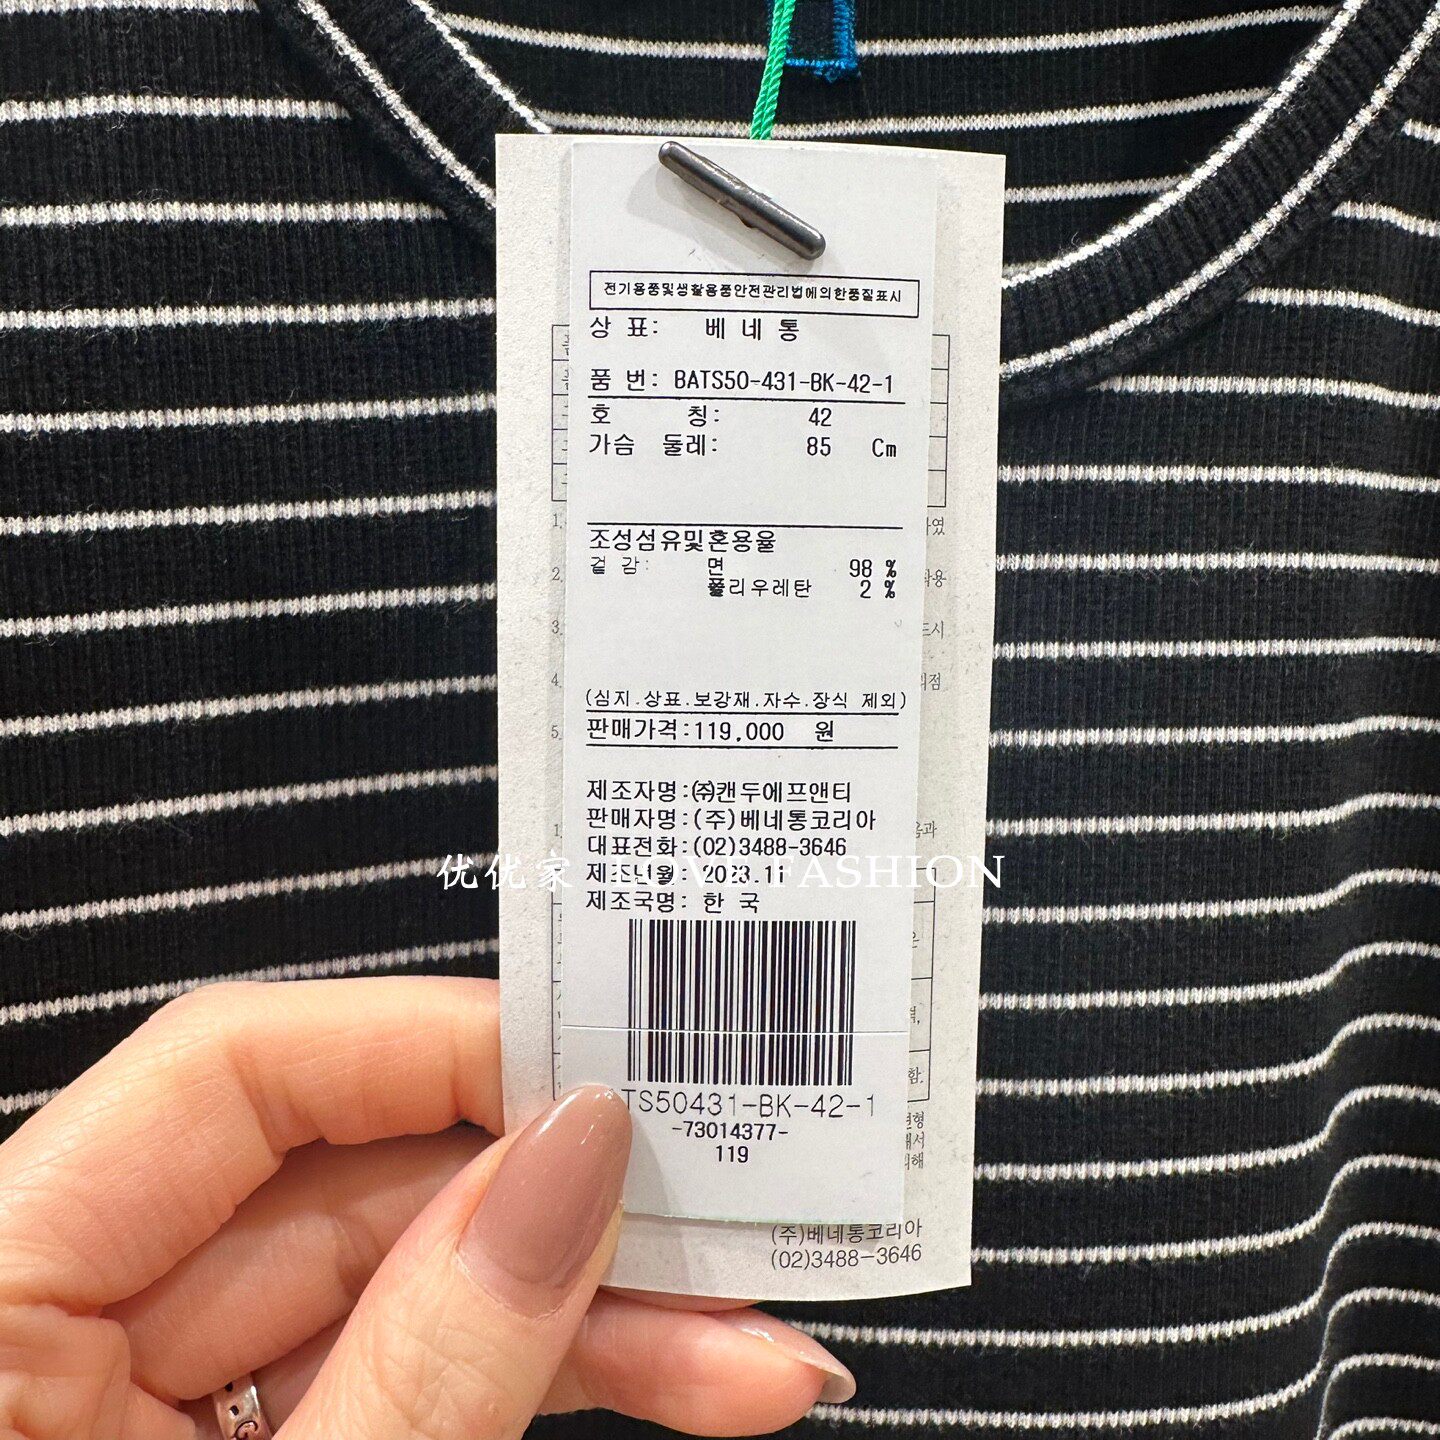 전기용품및생활용품안전관리법에의한품질표시
상 표: 베 네 통
품 번: BATS50-431-BK-42-1
호 칭: 42
가슴 둘레: 85 Cm
조성섬유및혼용율
겉 감: 면 98 %
폴리우레탄 2 %
(심지.상표.보강재.자수.장식 제외)
판매가격:119,000 원
제조자명:㈜캔두에프앤티
판매자명:(주)베네통코리아
대표전화:(02)3488-3646
제조년월: 2023.11
제조국명: 한 국
优优家 LOVE FASHION
TS50431-BK-42-1
-73014377-
119
(주)베네통코리아
(02)3488-3646